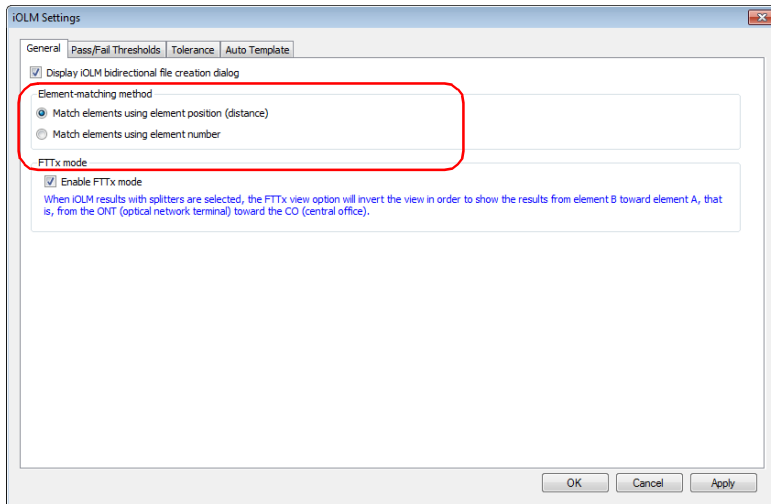 iOLM Settings
General Pass/Fail Thresholds Tolerance Auto Template
Display iOLM bidirectional file creation dialog
Element-matching method
Match elements using element position (distance)
Match elements using element number
FTTx mode
Enable FTTx mode
When iOLM results with splitters are selected, the FTTx view option will invert the view in order to show the results from element B toward element A, that
is, from the ONT (optical network terminal) toward the CO (central office).
OK Cancel Apply